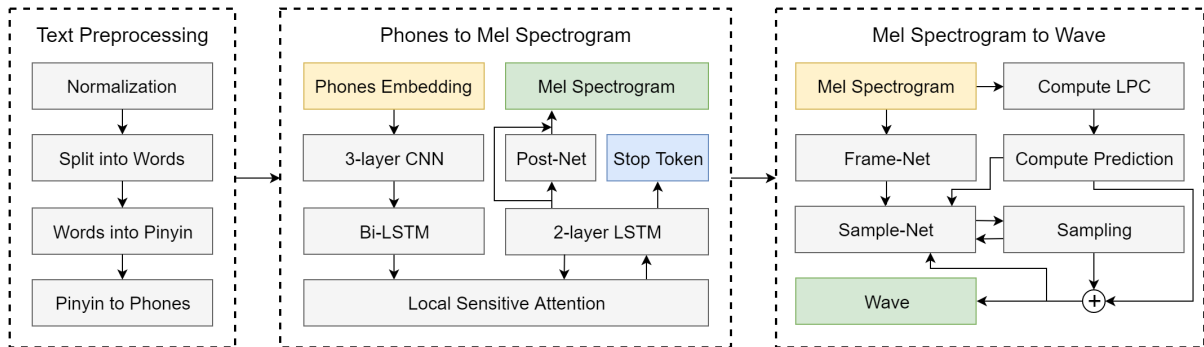 Text Preprocessing
Normalization
Split into Words
Words into Pinyin
Pinyin to Phones
Phones to Mel Spectrogram
Phones Embedding
Mel Spectrogram
3-layer CNN
Post-Net
Stop Token
Bi-LSTM
2-layer LSTM
Local Sensitive Attention
Mel Spectrogram to Wave
Mel Spectrogram
Compute LPC
Frame-Net
Compute Prediction
Sample-Net
Sampling
Wave
+